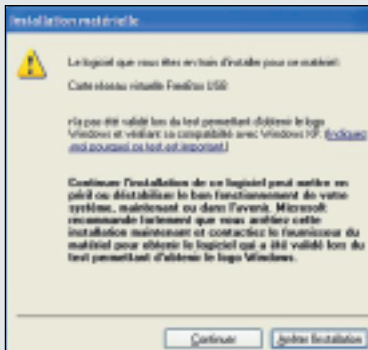 Installation matérielle
Le logiciel que vous êtes en train d'installer pour ce matériel:
Carte réseau virtuelle FreeBox USB
n'a pas été validé lors du test permettant d'obtenir le logo
Windows et vérifiant sa compatibilité avec Windows XP. (Indiquez
-moi pourquoi ce test est important.)
Continuer l'installation de ce logiciel peut mettre en
péril ou déstabiliser le bon fonctionnement de votre
système, maintenant ou dans l'avenir. Microsoft
recommande fortement que vous arrêtiez cette
installation maintenant et contactiez le fournisseur du
matériel pour obtenir le logiciel qui a été validé lors du
test permettant d'obtenir le logo Windows.
Continuer
Arrêter l'installation